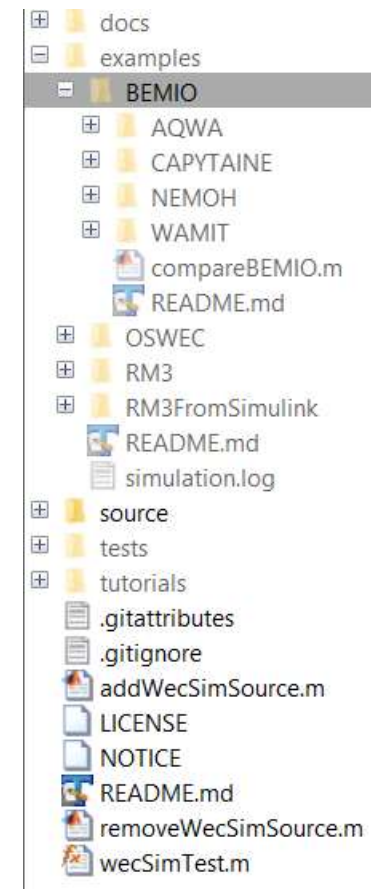 docs
examples
BEMIO
AQWA
CAPYTAINE
NEMOH
WAMIT
compareBEMIO.m
README.md
OSWEC
RM3
RM3FromSimulink
README.md
simulation.log
source
tests
tutorials
.gitattributes
.gitignore
addWecSimSource.m
LICENSE
NOTICE
README.md
removeWecSimSource.m
wecSimTest.m